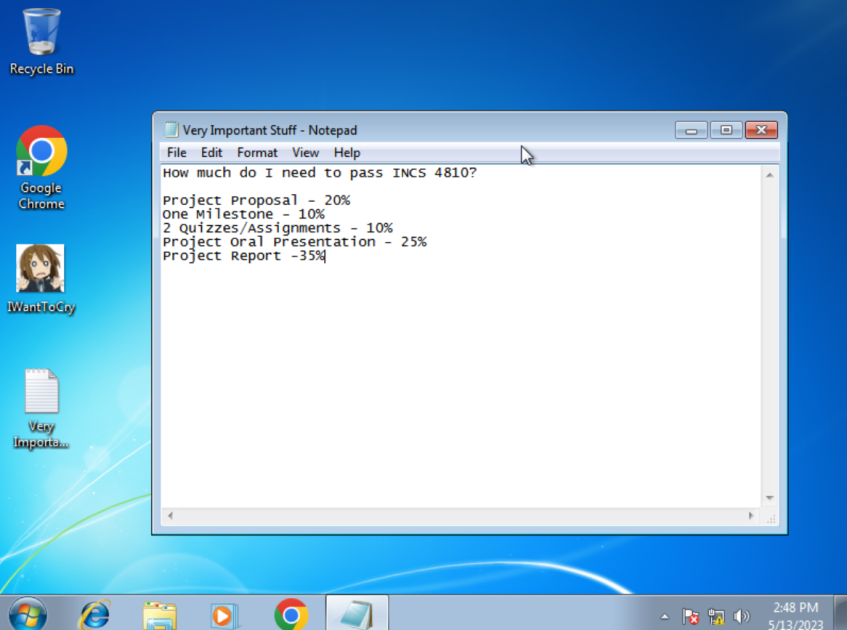 Recycle Bin
Google
Chrome
IWantToCry
Very
Importa...
Very Important Stuff - Notepad
File Edit Format View Help
How much do I need to pass INCS 4810?
Project Proposal - 20%
One Milestone - 10%
2 Quizzes/Assignments - 10%
Project Oral Presentation - 25%
Project Report -35%
2:48 PM
5/13/2023